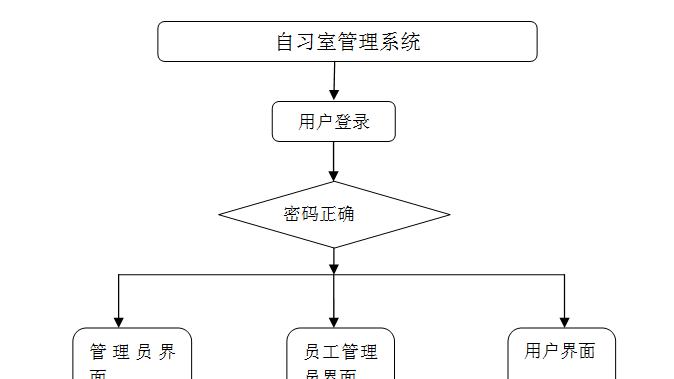 自习室管理系统
用户登录
密码正确
管理员界
面
员工管理
员界面
用户界面